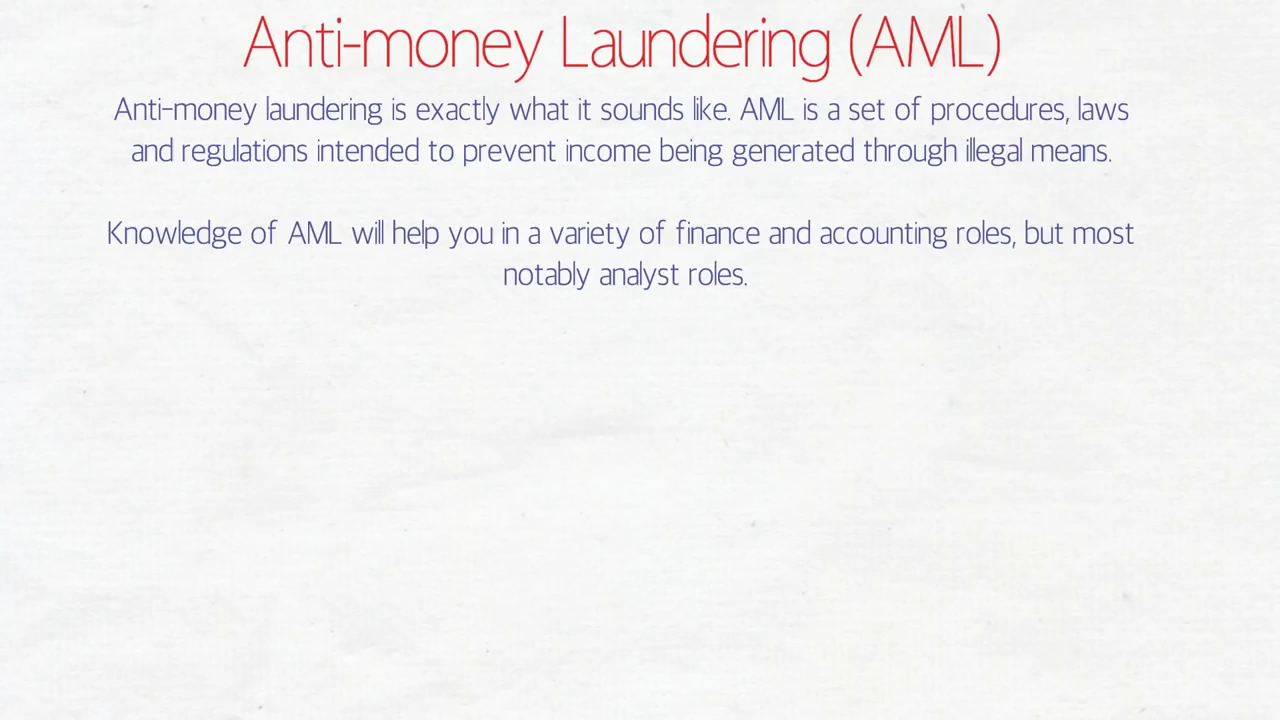 Anti-money Laundering (AML)
Anti-money laundering is exactly what it sounds like. AML is a set of procedures, laws
and regulations intended to prevent income being generated through illegal means.
Knowledge of AML will help you in a variety of finance and accounting roles, but most
notably analyst roles.